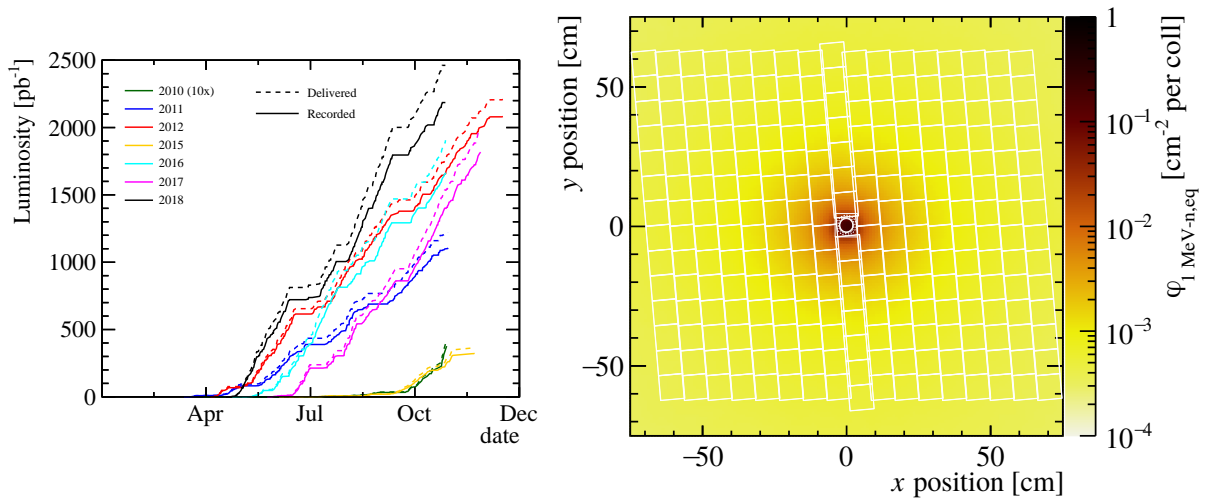 Luminosity [pb⁻¹]
2500
2000
1500
1000
500
0
2010 (10x)
2011
2012
2015
2016
2017
2018
Delivered
Recorded
Apr
Jul
Oct
Dec
date
y position [cm]
50
0
−50
−50
0
50
x position [cm]
1
10⁻¹
10⁻²
10⁻³
10⁻⁴
φ1 MeV-n,eq [cm⁻² per coll]